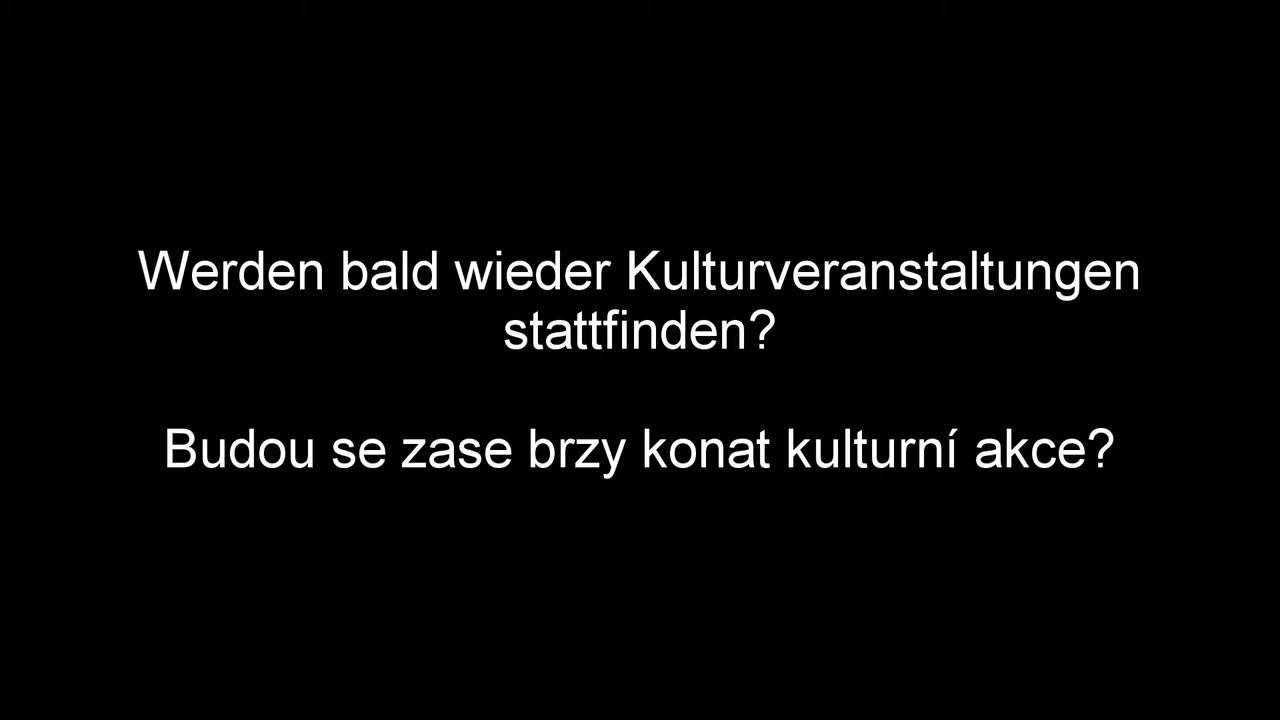 Werden bald wieder Kulturveranstaltungen
stattfinden?
Budou se zase brzy konat kulturní akce?